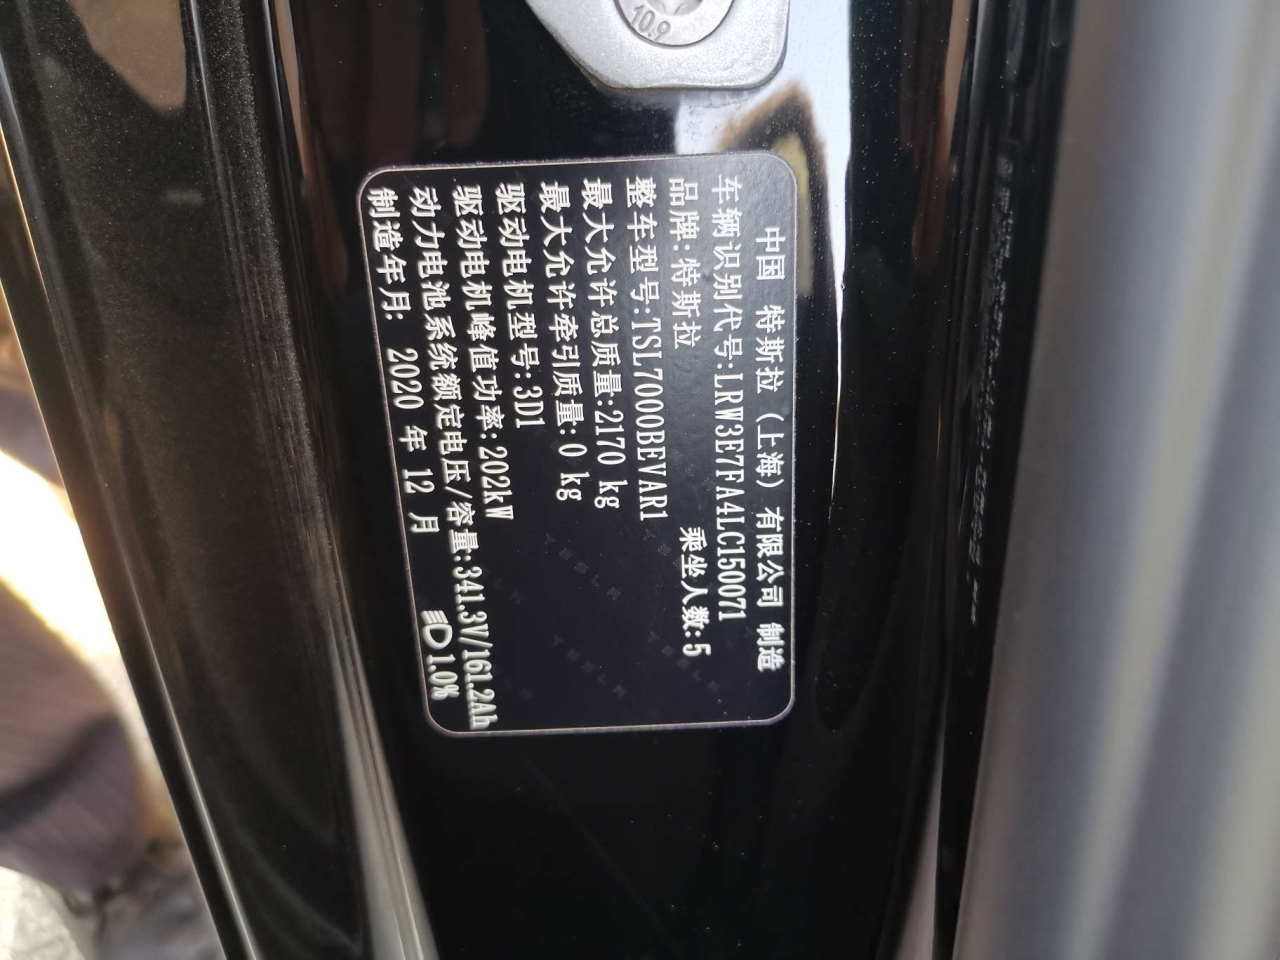 10.9
中国 特斯拉（上海）有限公司 制造
车辆识别代号:LRW3E7FA4LC150071
品牌:特斯拉 乘坐人数:5
整车型号:TSL7000BEVAR1
最大允许总质量:2170 kg
最大允许牵引质量:0 kg
驱动电机型号:3D1
驱动电机峰值功率:202kW
动力电池系统额定电压/容量:341.3V/161.2Ah
制造年月: 2020 年 12 月 1.0%